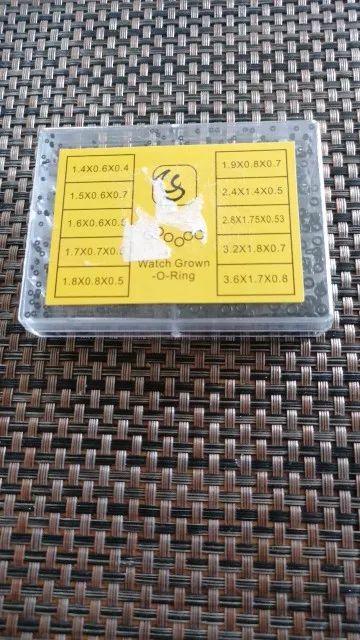 1.4X0.6X0.4
1.5X0.6X0.7
1.6X0.6X0.5
1.7X0.7X0.5
1.8X0.8X0.5
Watch Grown
-O-Ring
1.9X0.8X0.7
2.4X1.4X0.5
2.8X1.75X0.53
3.2X1.8X0.7
3.6X1.7X0.8